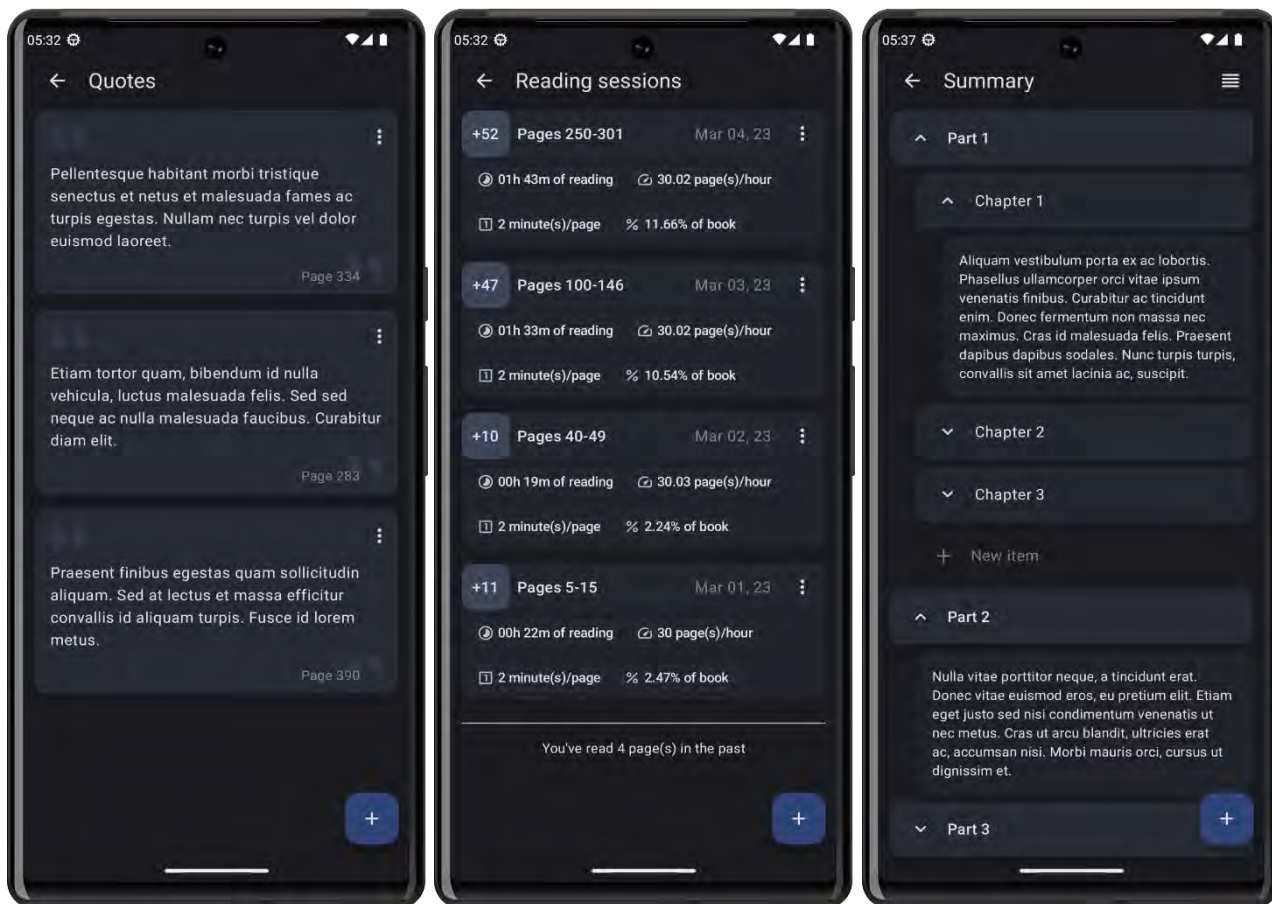 05:32
Quotes
Pellentesque habitant morbi tristique
senectus et netus et malesuada fames ac
turpis egestas. Nullam nec turpis vel dolor
euismod laoreet.
Page 334
Etiam tortor quam, bibendum id nulla
vehicula, luctus malesuada felis. Sed sed
neque ac nulla malesuada faucibus. Curabitur
diam elit.
Page 283
Praesent finibus egestas quam sollicitudin
aliquam. Sed at lectus et massa efficitur
convallis id aliquam turpis. Fusce id lorem
metus.
Page 390
+
05:32
Reading sessions
+52 Pages 250-301 Mar 04, 23
01h 43m of reading 30.02 page(s)/hour
2 minute(s)/page % 11.66% of book
+47 Pages 100-146 Mar 03, 23
01h 33m of reading 30.02 page(s)/hour
2 minute(s)/page % 10.54% of book
+10 Pages 40-49 Mar 02, 23
00h 19m of reading 30.03 page(s)/hour
2 minute(s)/page % 2.24% of book
+11 Pages 5-15 Mar 01, 23
00h 22m of reading 30 page(s)/hour
2 minute(s)/page % 2.47% of book
You've read 4 page(s) in the past
+
05:37
Summary
Part 1
Chapter 1
Aliquam vestibulum porta ex ac lobortis.
Phasellus ullamcorper orci vitae ipsum
venenatis finibus. Curabitur ac tincidunt
enim. Donec fermentum non massa nec
maximus. Cras id malesuada felis. Praesent
dapibus dapibus sodales. Nunc turpis turpis,
convallis sit amet lacinia ac, suscipit.
Chapter 2
Chapter 3
+ New item
Part 2
Nulla vitae porttitor neque, a tincidunt erat.
Donec vitae euismod eros, eu pretium elit. Etiam
eget justo sed nisi condimentum venenatis ut
nec metus. Cras ut arcu blandit, ultricies erat
ac, accumsan nisi. Morbi mauris orci, cursus ut
dignissim et.
Part 3
+